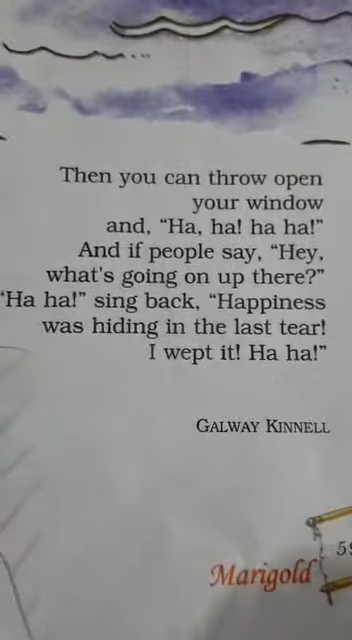 Then you can throw open
your window
and, “Ha, ha! ha ha!”
And if people say, “Hey,
what's going on up there?”
“Ha ha!” sing back, “Happiness
was hiding in the last tear!
I wept it! Ha ha!”
GALWAY KINNELL
Marigold